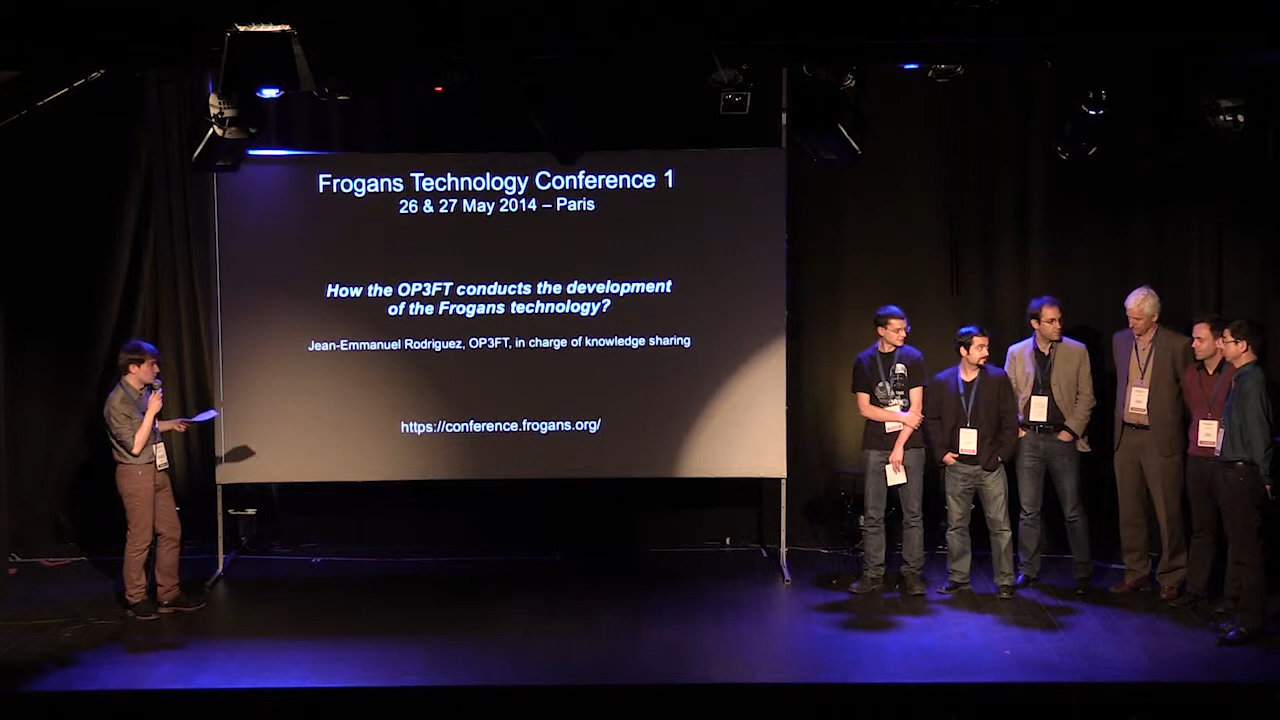 Frogans Technology Conference 1
26 & 27 May 2014 – Paris
How the OP3FT conducts the development
of the Frogans technology?
Jean-Emmanuel Rodriguez, OP3FT, in charge of knowledge sharing
https://conference.frogans.org/